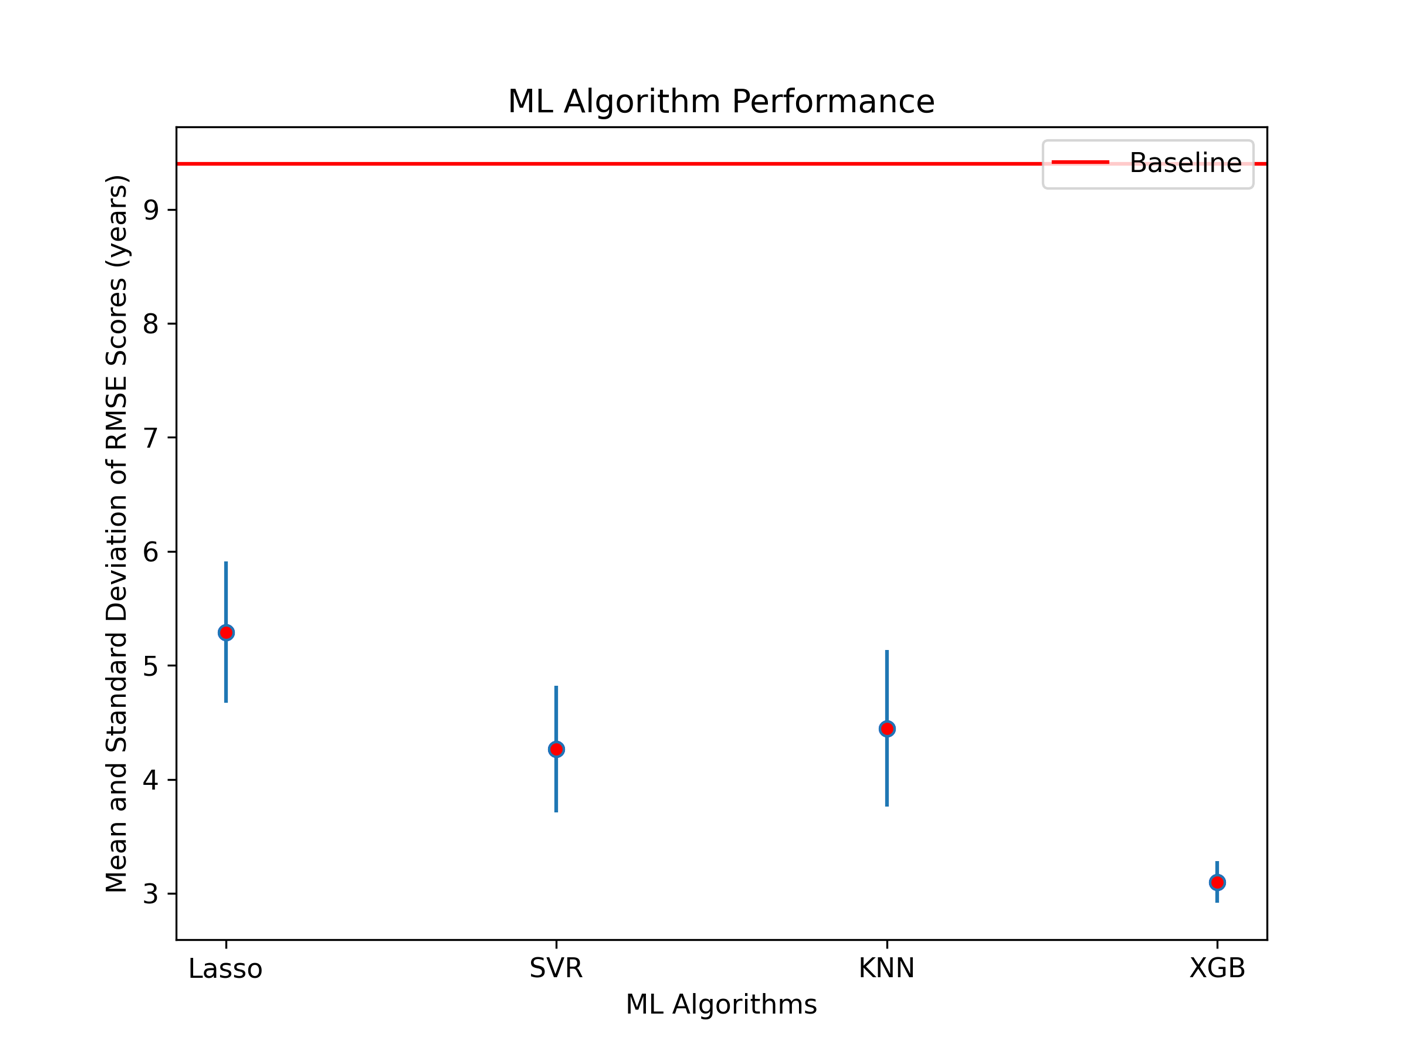 ML Algorithm Performance
Baseline
Mean and Standard Deviation of RMSE Scores (years)
9
8
7
6
5
4
3
Lasso SVR KNN XGB
ML Algorithms